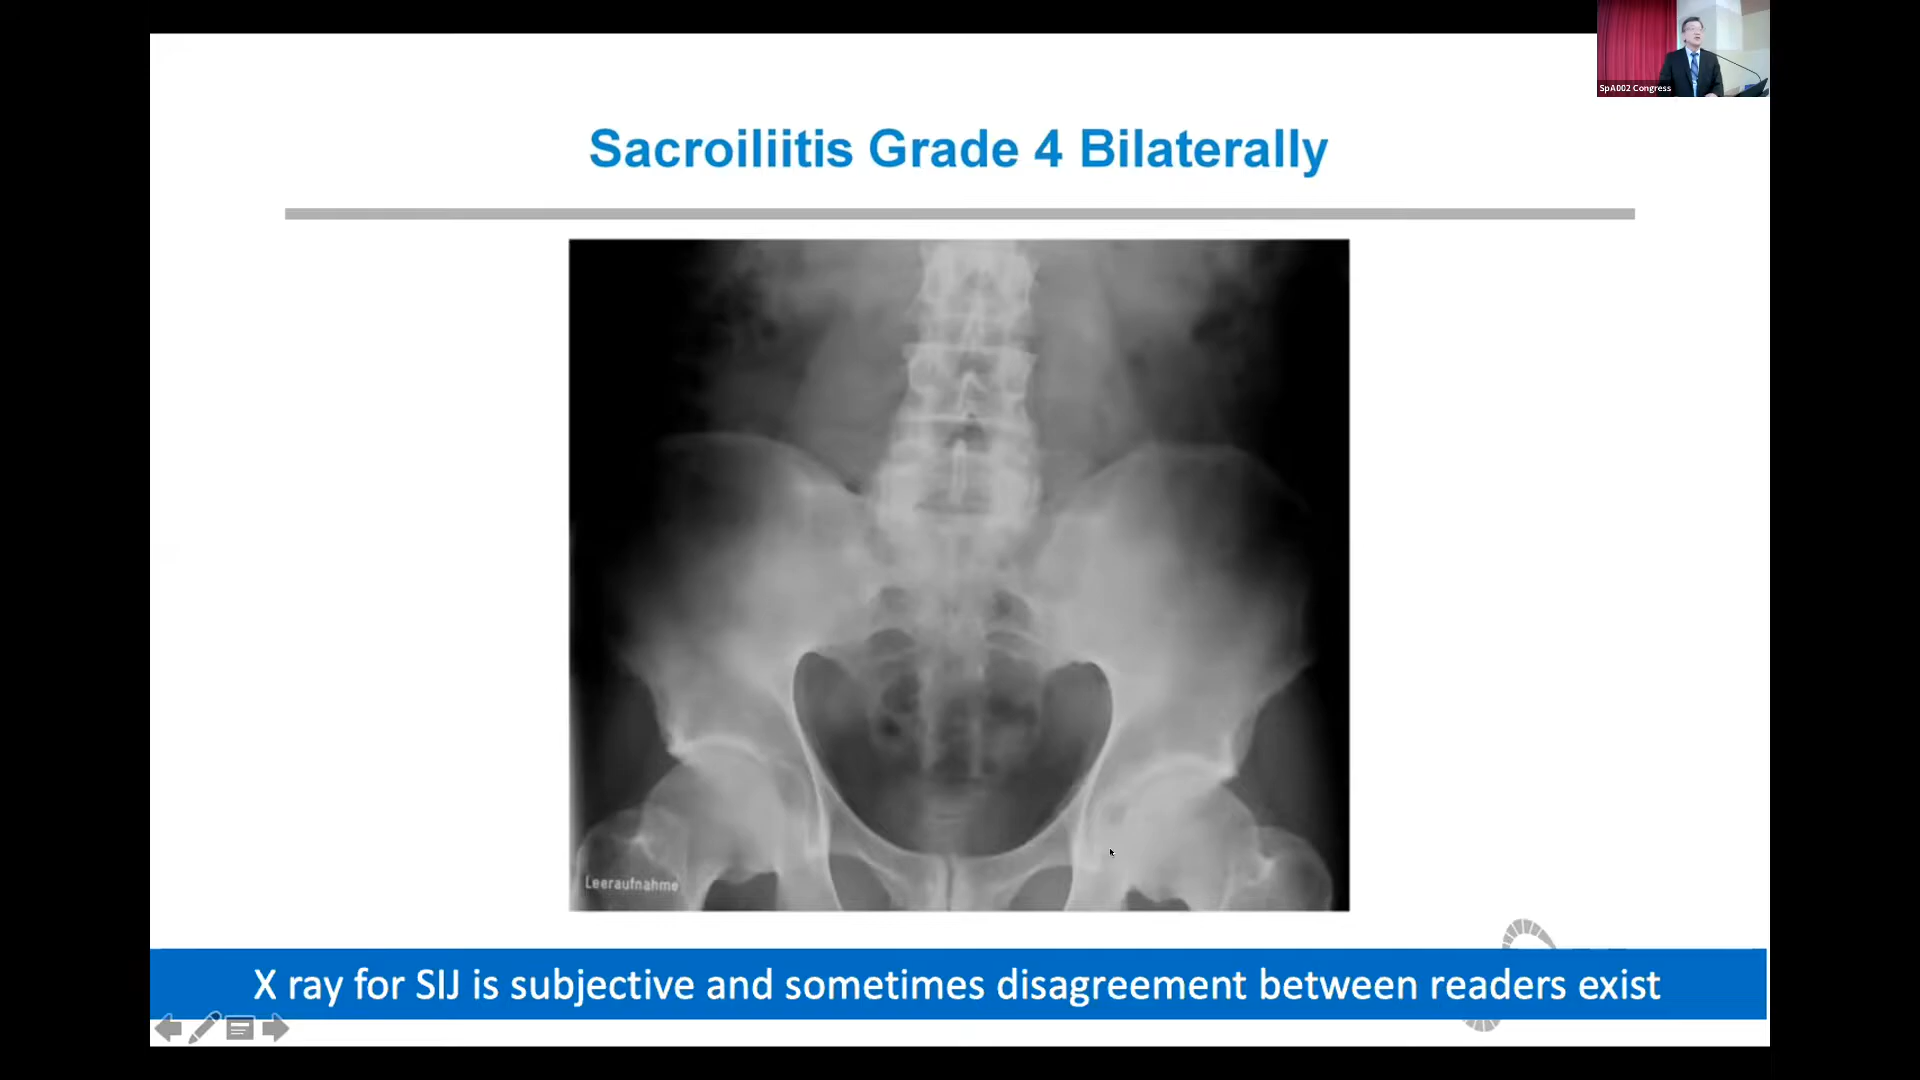 SpA002 Congress
Sacroiliitis Grade 4 Bilaterally
Leeraufnahme
X ray for SIJ is subjective and sometimes disagreement between readers exist